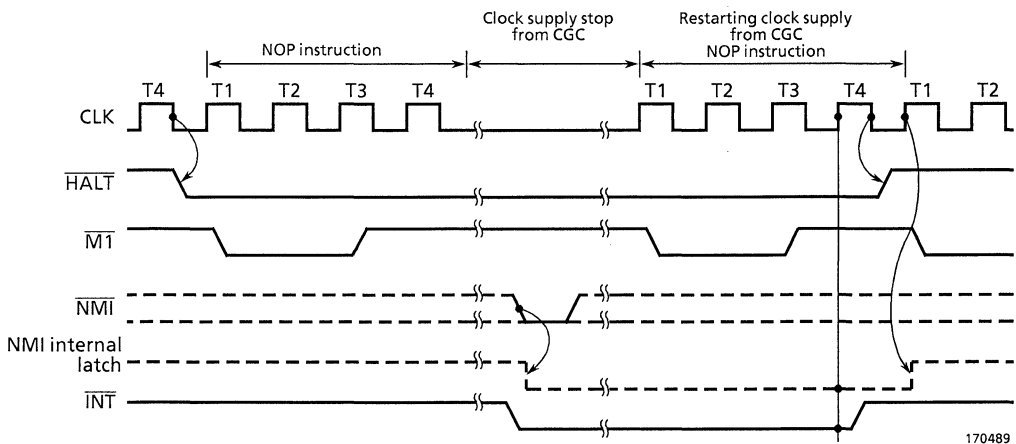 Clock supply stop
from CGC
Restarting clock supply
from CGC
NOP instruction
NOP instruction
T4 T1 T2 T3 T4 T1 T2 T3 T4 T1 T2
CLK
HALT
M1
NMI
NMI internal
latch
INT
170489